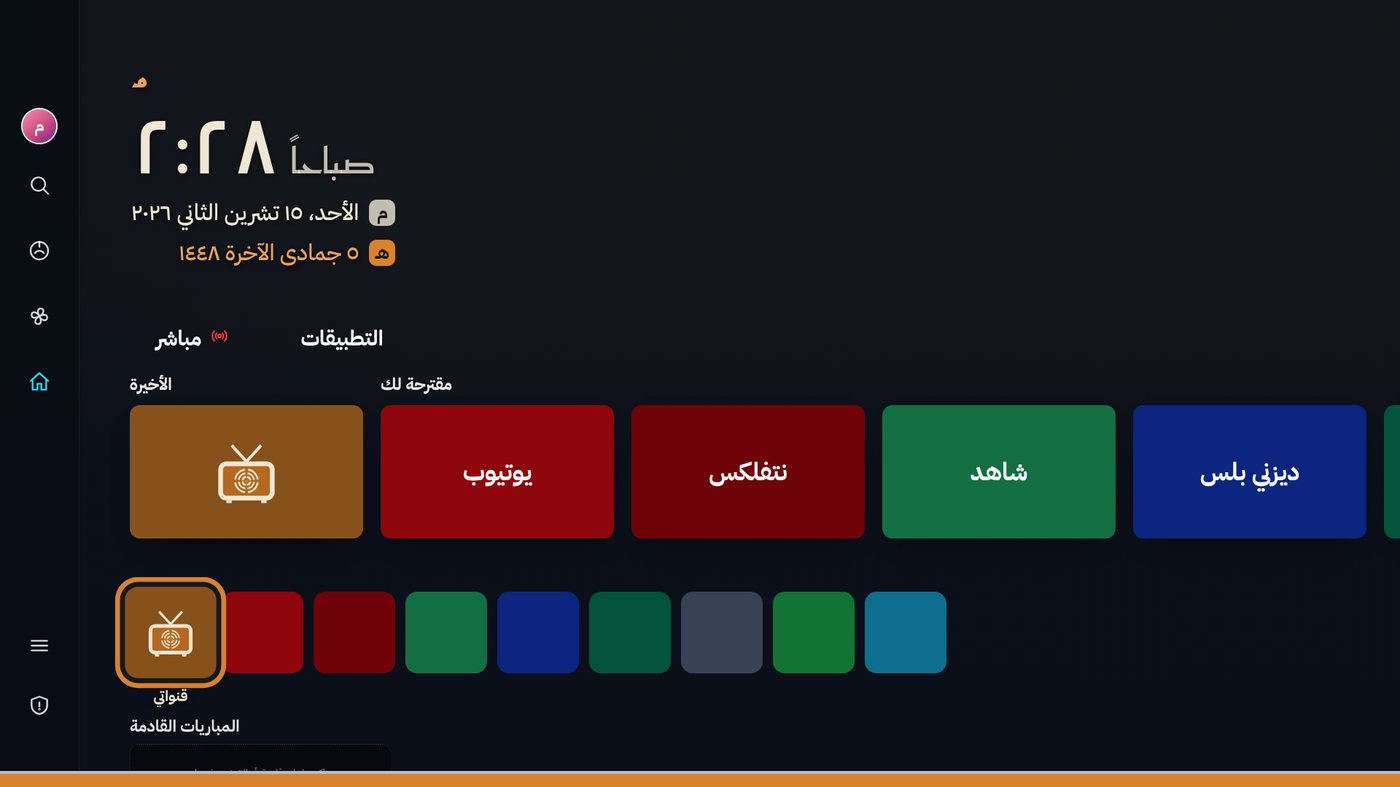 هـ
م
٢:٢٨ صباحاً
م الأحد، ١٥ تشرين الثاني ٢٠٢٦
هـ ٥ جمادى الآخرة ١٤٤٨
مباشر
التطبيقات
الأخيرة
مقترحة لك
يوتيوب
نتفلكس
شاهد
ديزني بلس
قنواتي
المباريات القادمة